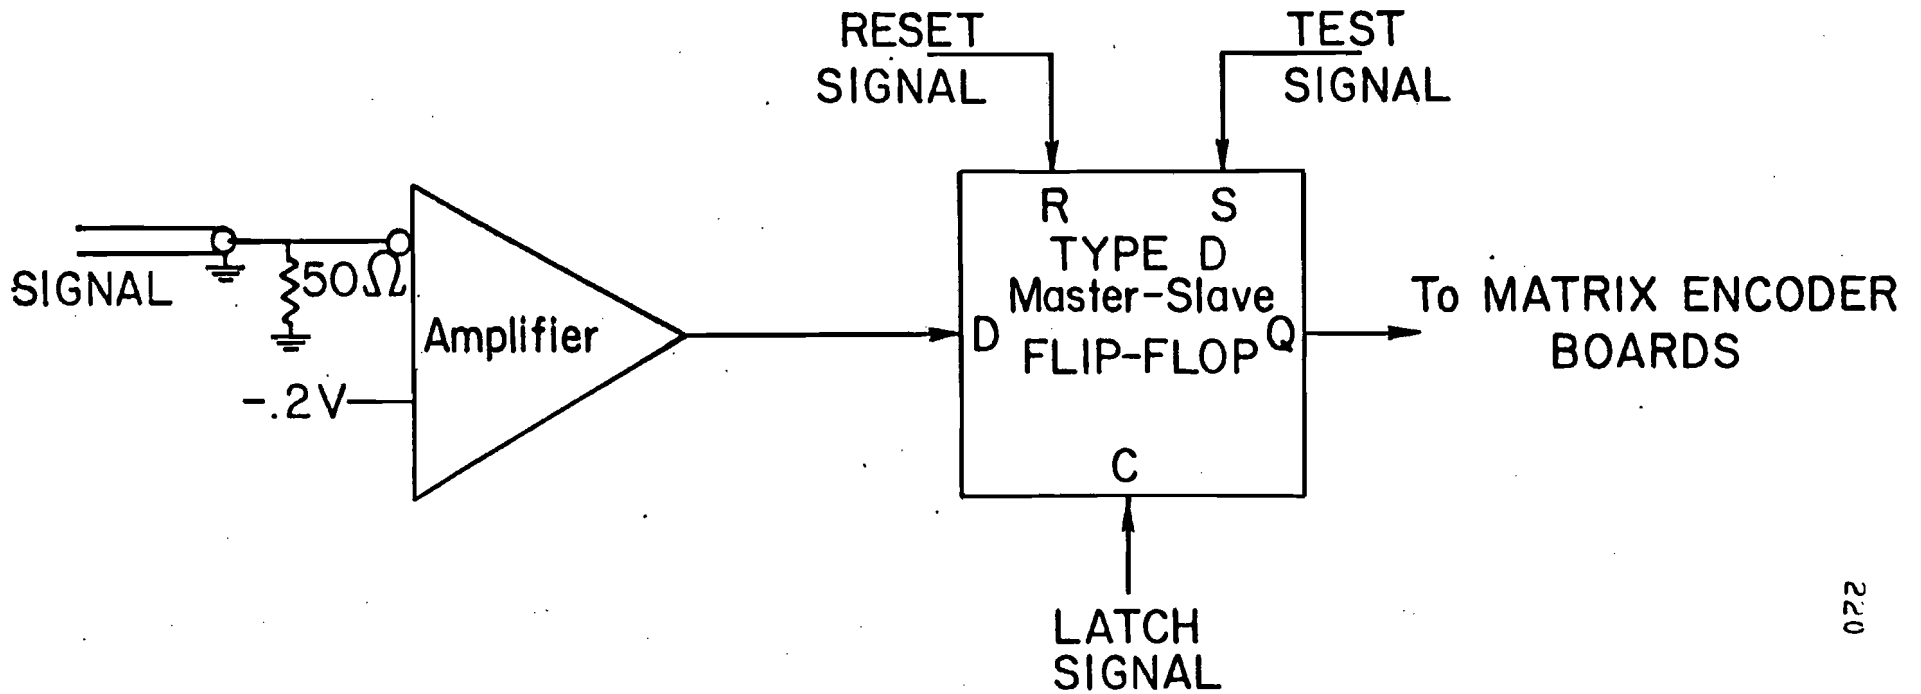 RESET
SIGNAL
TEST
SIGNAL
SIGNAL
50Ω
Amplifier
-.2V
R
S
TYPE D
Master-Slave
FLIP-FLOP
D
Q
C
To MATRIX ENCODER
BOARDS
LATCH
SIGNAL
220